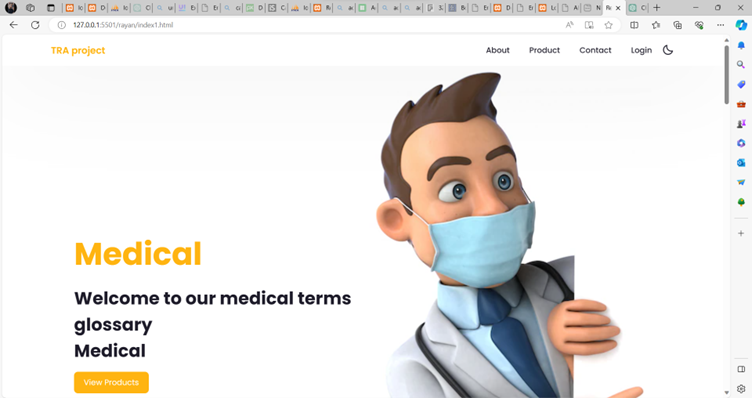 127.0.0.1:5501/rayan/index1.html
TRA project
About
Product
Contact
Login
Medical
Welcome to our medical terms
glossary
Medical
View Products